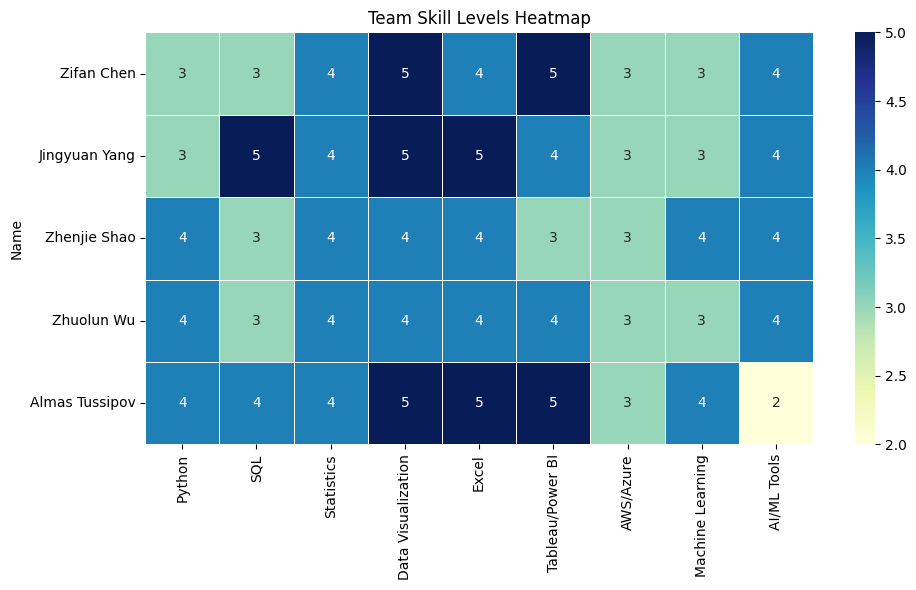 Team Skill Levels Heatmap
Name
Zifan Chen 3 3 4 5 4 5 3 3 4
Jingyuan Yang 3 5 4 5 5 4 3 3 4
Zhenjie Shao 4 3 4 4 4 3 3 4 4
Zhuolun Wu 4 3 4 4 4 4 3 3 4
Almas Tussipov 4 4 4 5 5 5 3 4 2
Python
SQL
Statistics
Data Visualization
Excel
Tableau/Power BI
AWS/Azure
Machine Learning
AI/ML Tools
5.0
4.5
4.0
3.5
3.0
2.5
2.0